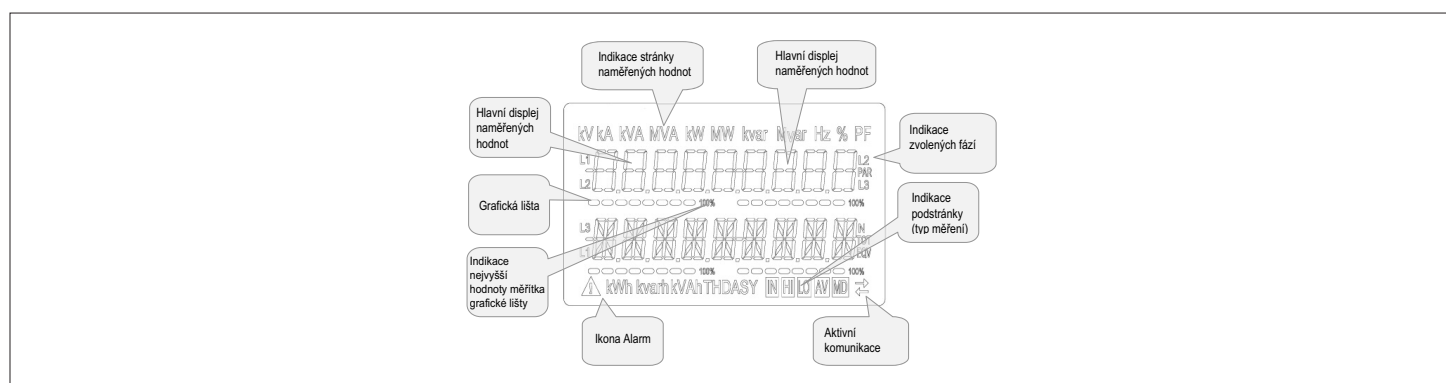 Indikace stránky
naměřených hodnot
Hlavní displej
naměřených hodnot
Hlavní displej
naměřených
hodnot
Indikace
zvolených fází
Grafická lišta
Indikace
podstránky
(typ měření)
Indikace
nejvyšší
hodnoty měřítka
grafické lišty
Ikona Alarm
Aktivní
komunikace
kV kA kVA MVA kW MW kvar Mvar Hz % PF
L1
L2
PAR
L2
L3
100%
100%
L3
IN
TOT
L1
EQV
100%
100%
kWh kvarh kVAh THD ASY IN HI LO AV MD